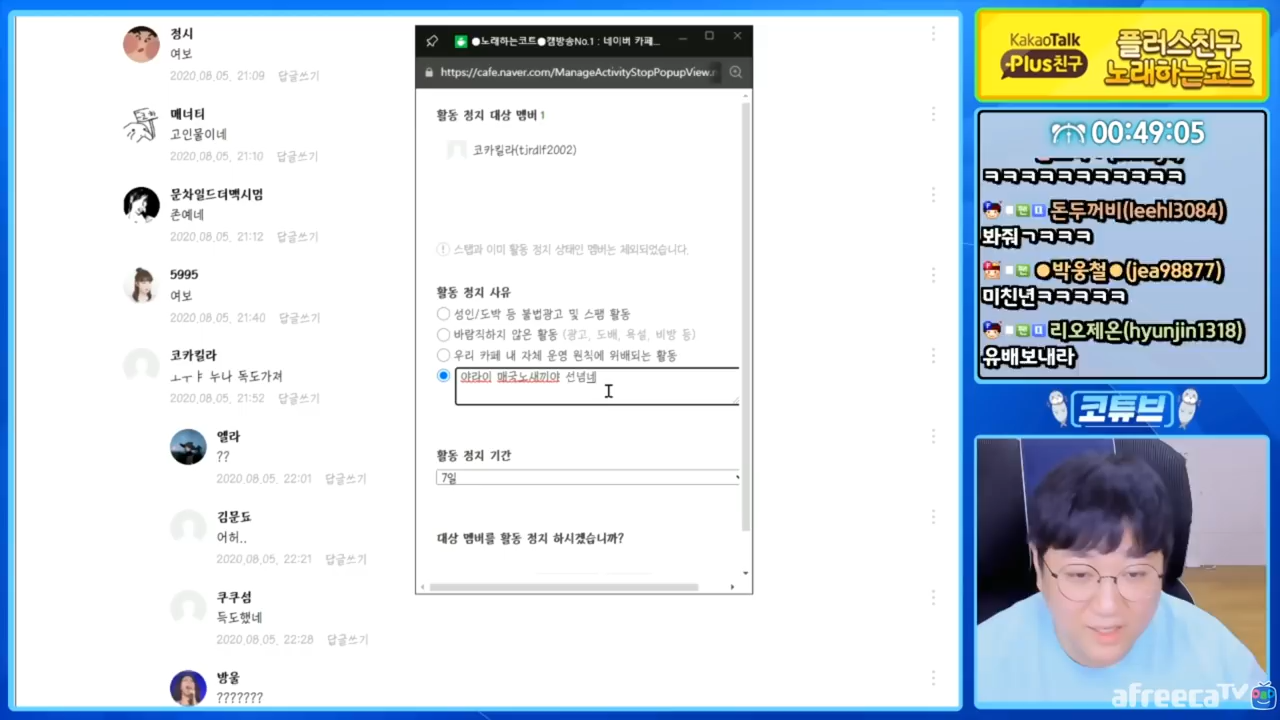 정시
여보
2020.08.05. 21:09 답글쓰기
매너티
고인물이네
2020.08.05. 21:10 답글쓰기
문차일드더맥시멈
존예네
2020.08.05. 21:12 답글쓰기
5995
여보
2020.08.05. 21:40 답글쓰기
코카킬라
ㅗㅜㅑ 누나 독도가져
2020.08.05. 21:52 답글쓰기
엘라
??
2020.08.05. 22:01 답글쓰기
김문됴
어허..
2020.08.05. 22:21 답글쓰기
쿠쿠섬
득도했네
2020.08.05. 22:28 답글쓰기
방울
???????
●노래하는코트●캠방송No.1 : 네이버 카페...
https://cafe.naver.com/ManageActivityStopPopupView.n
활동 정지 대상 멤버 1
코카킬라(tjrdlf2002)
스탭과 이미 활동 정지 상태인 멤버는 제외되었습니다.
활동 정지 사유
성인/도박 등 불법광고 및 스팸 활동
바람직하지 않은 활동 (광고, 도배, 욕설, 비방 등)
우리 카페 내 자체 운영 원칙에 위배되는 활동
야라이 매국노새끼야 선넘네
활동 정지 기간
7일
대상 멤버를 활동 정지 하시겠습니까?
KakaoTalk
Plus친구
플러스친구
노래하는코트
00:49:05
ㅋㅋㅋㅋㅋㅋㅋㅋㅋㅋㅋ
돈두꺼비(leehl3084)
봐줘ㄱㅋㅋㅋ
●박웅철●(jea98877)
미친년ㅋㅋㅋㅋㅋ
리오제온(hyunjin1318)
유배보내라
코튜브
afreecaTV